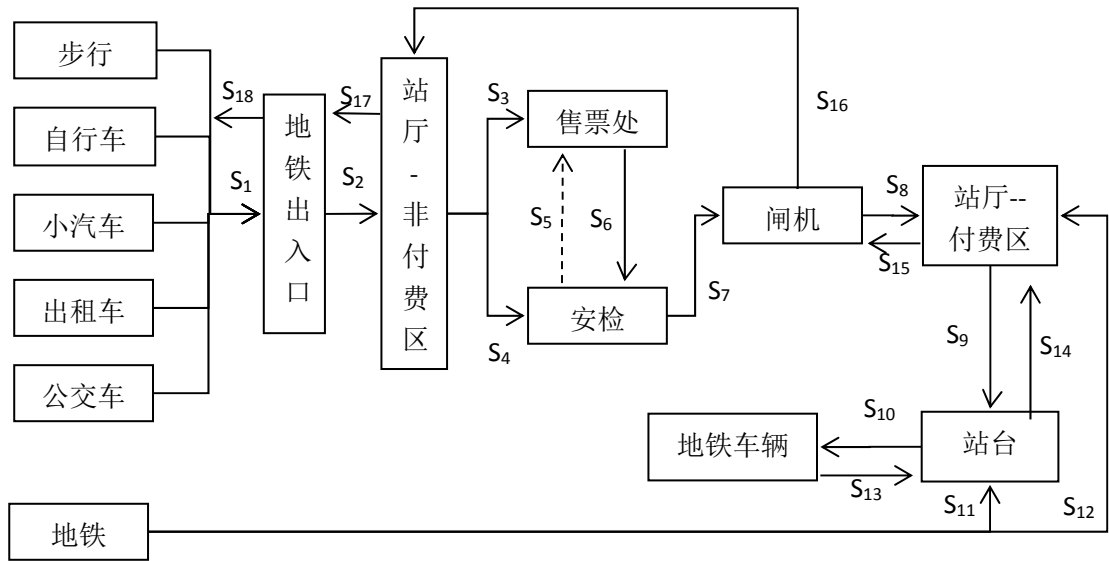 步行
自行车
小汽车
出租车
公交车
地铁
S18
S1
地铁出入口
S17
S2
站厅-非付费区
S3
S4
售票处
S5
S6
安检
S7
闸机
S16
S8
S15
站厅--
付费区
S9
S14
S10
地铁车辆
S13
站台
S11
S12